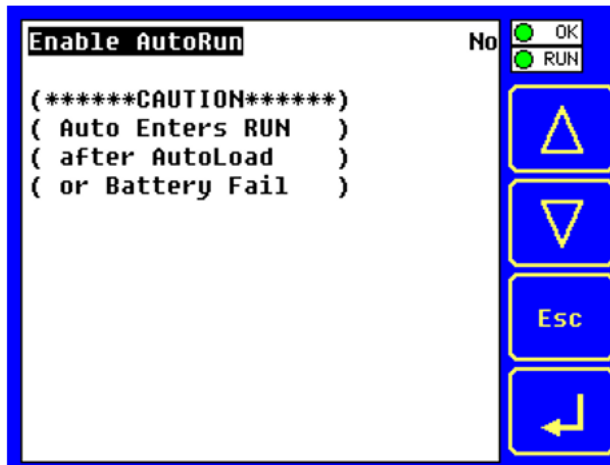 Enable AutoRun No
(******CAUTION******)
( Auto Enters RUN )
( after AutoLoad )
( or Battery Fail )
OK
RUN
Esc